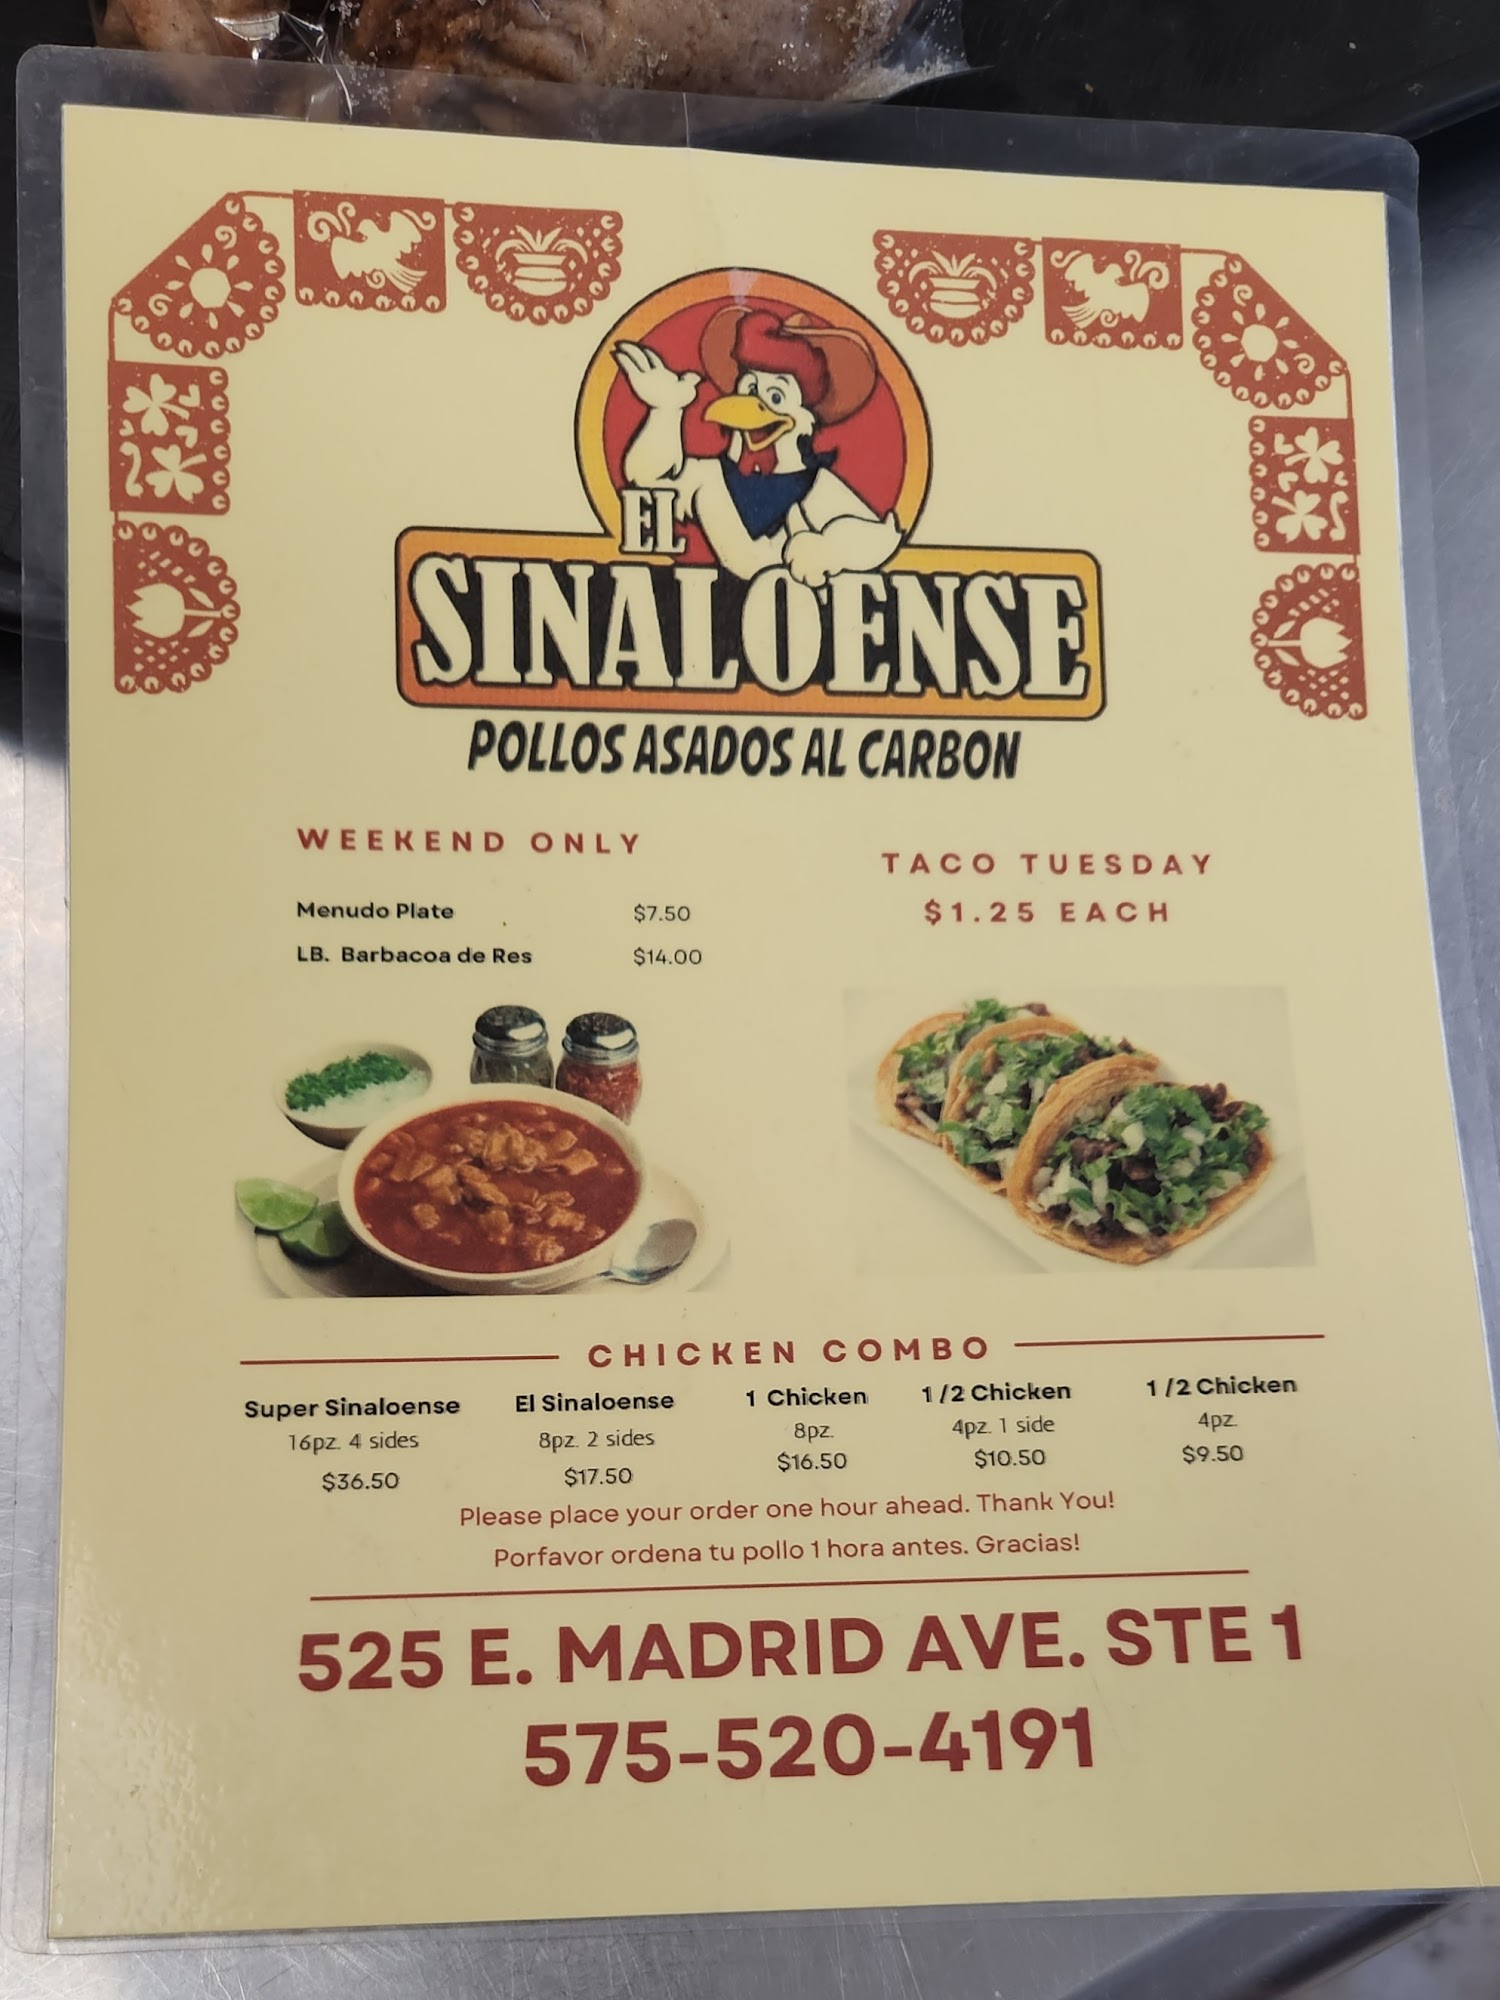 EL
SINALOENSE
POLLOS ASADOS AL CARBON
WEEKEND ONLY
Menudo Plate $7.50
LB. Barbacoa de Res $14.00
TACO TUESDAY
$1.25 EACH
CHICKEN COMBO
Super Sinaloense
16pz. 4 sides
$36.50
El Sinaloense
8pz. 2 sides
$17.50
1 Chicken
8pz.
$16.50
1/2 Chicken
4pz. 1 side
$10.50
1/2 Chicken
4pz.
$9.50
Please place your order one hour ahead. Thank You!
Porfavor ordena tu pollo 1 hora antes. Gracias!
525 E. MADRID AVE. STE 1
575-520-4191